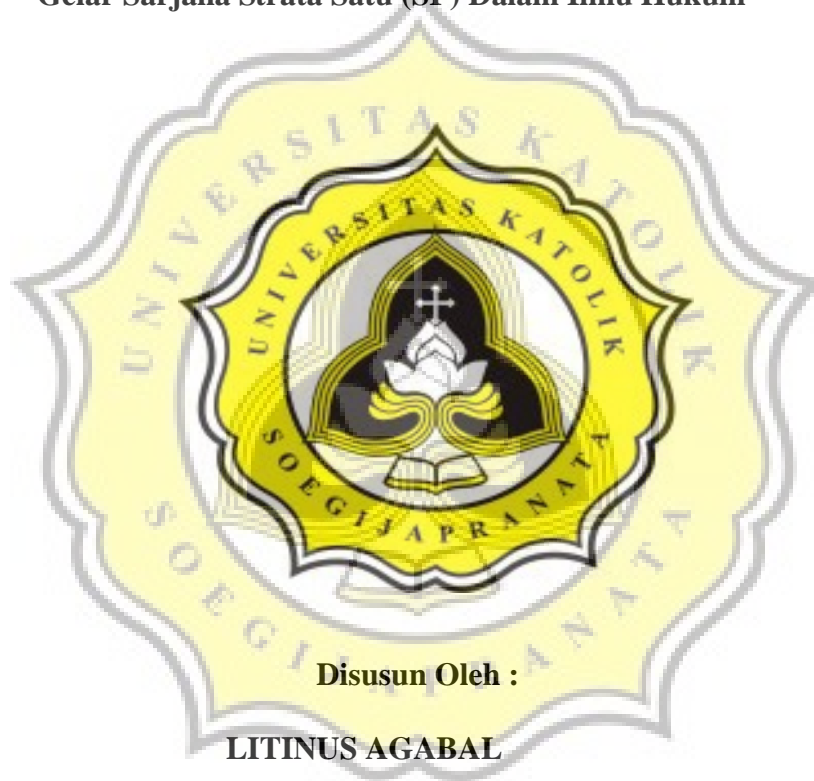 Gelar Sarjana Strata Satu (S1) Dalam Ilmu Hukum
UNIVERSITAS KATOLIK
SOEGIJAPRANATA
UNIVERSITAS KATOLIK
SOEGIJAPRANATA
Disusun Oleh :
LITINUS AGABAL